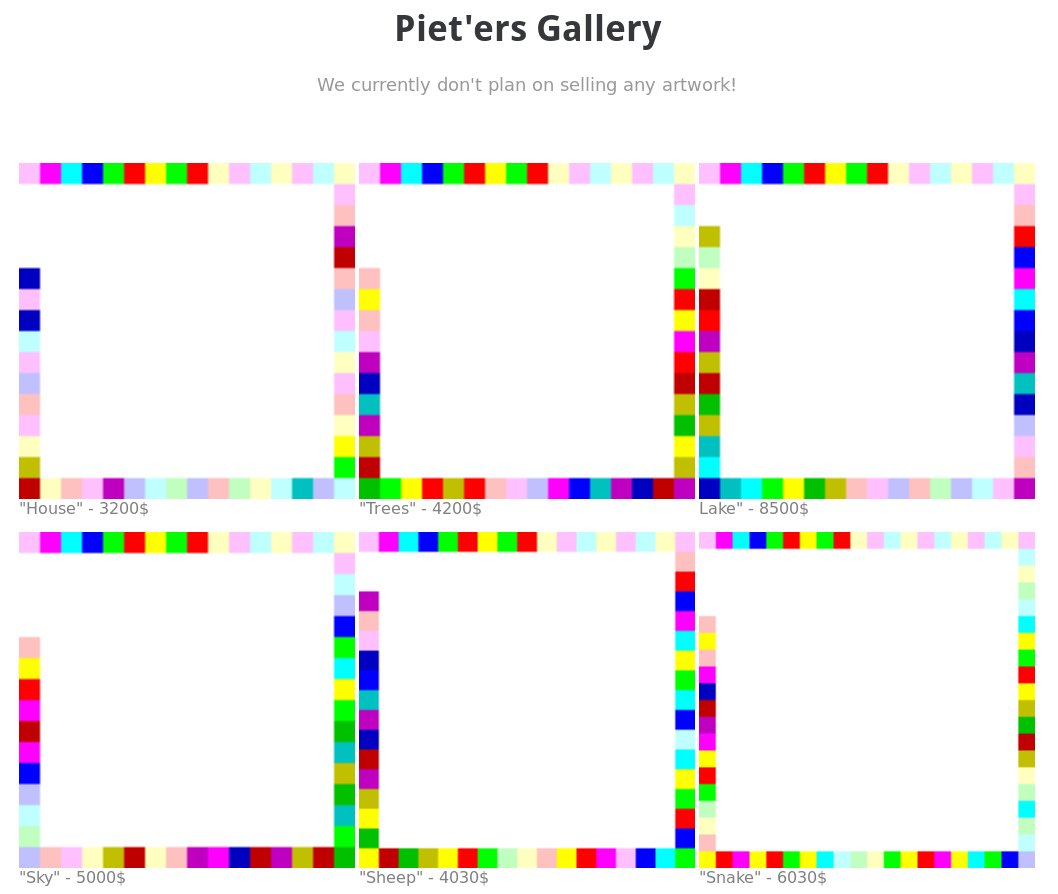 Piet'ers Gallery
We currently don't plan on selling any artwork!
"House" - 3200$
"Trees" - 4200$
Lake" - 8500$
"Sky" - 5000$
"Sheep" - 4030$
"Snake" - 6030$